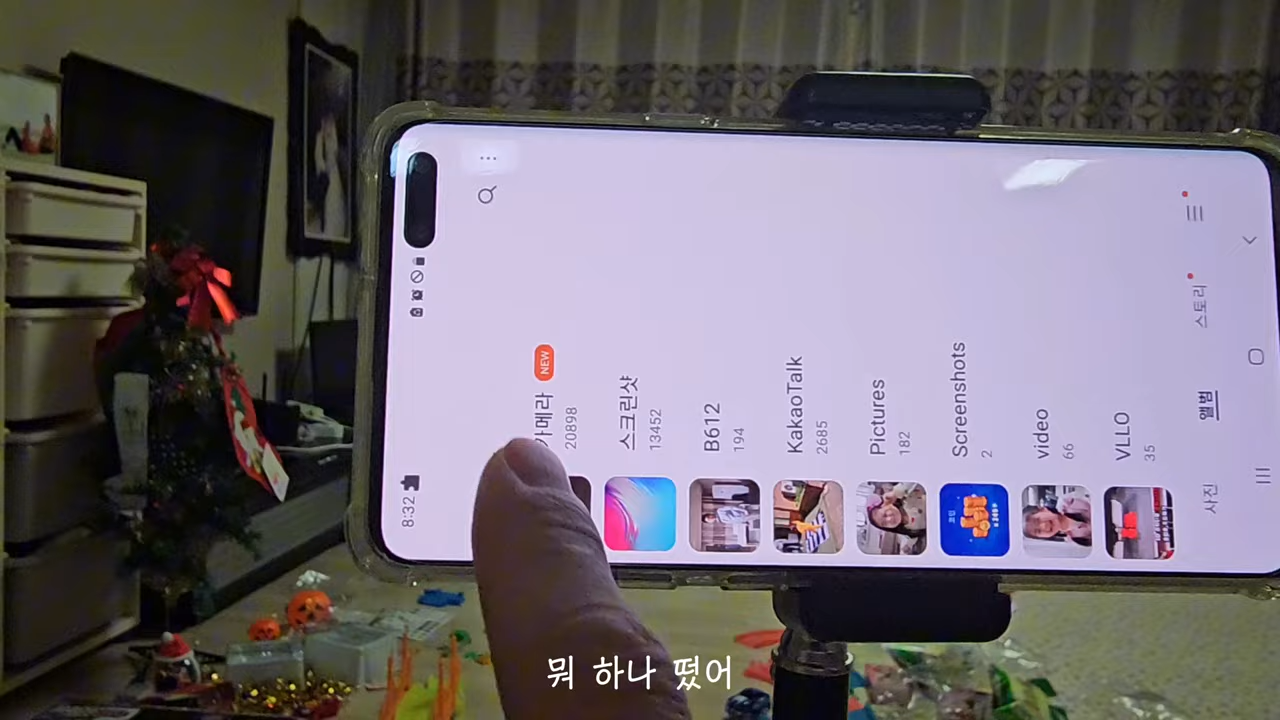 8:32
카메라 NEW
20898
스크린샷
13452
B612
194
KakaoTalk
2685
Pictures
182
Screenshots
2
video
66
VLLO
35
사진
앨범
스토리
뭐 하나 떴어